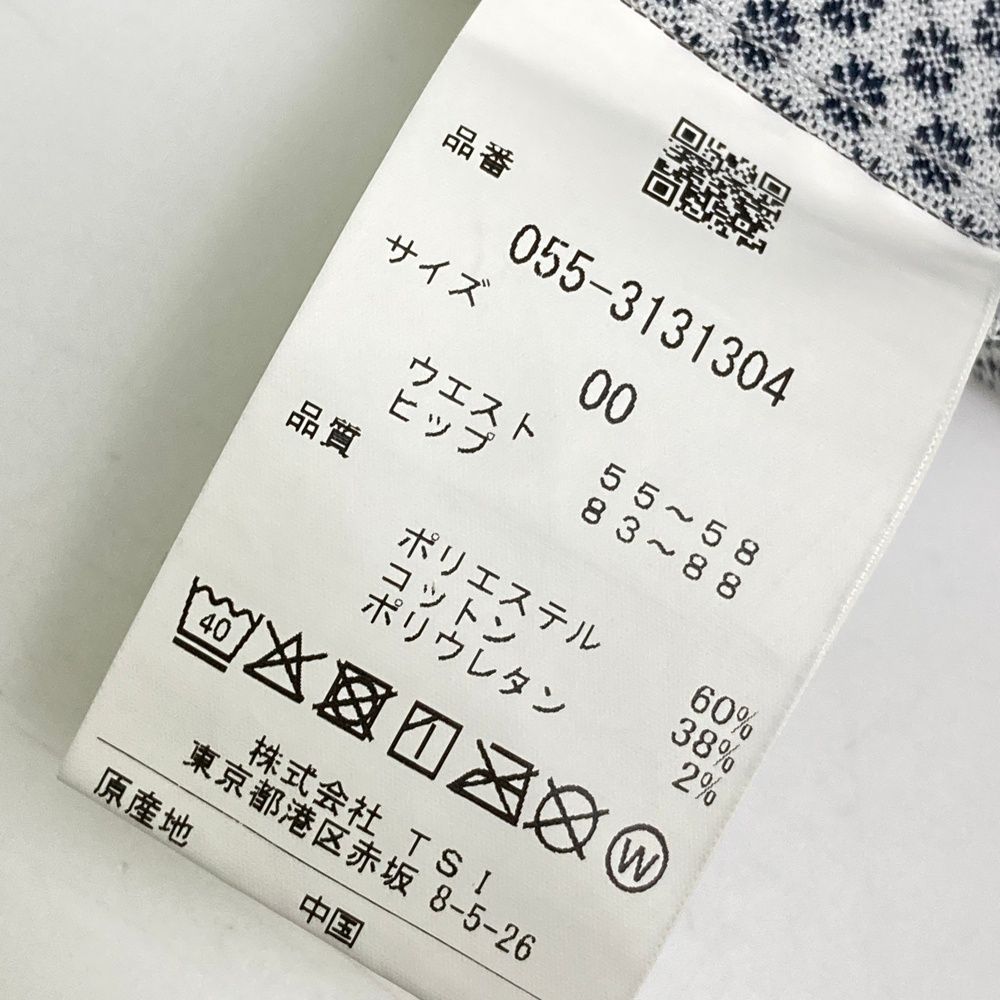 品番
055-3131304
サイズ
00
ウエスト 55～58
ヒップ 83～88
品質
ポリエステル 60%
コットン 38%
ポリウレタン 2%
40
W
株式会社 TSI
東京都港区赤坂 8-5-26
原産地
中国